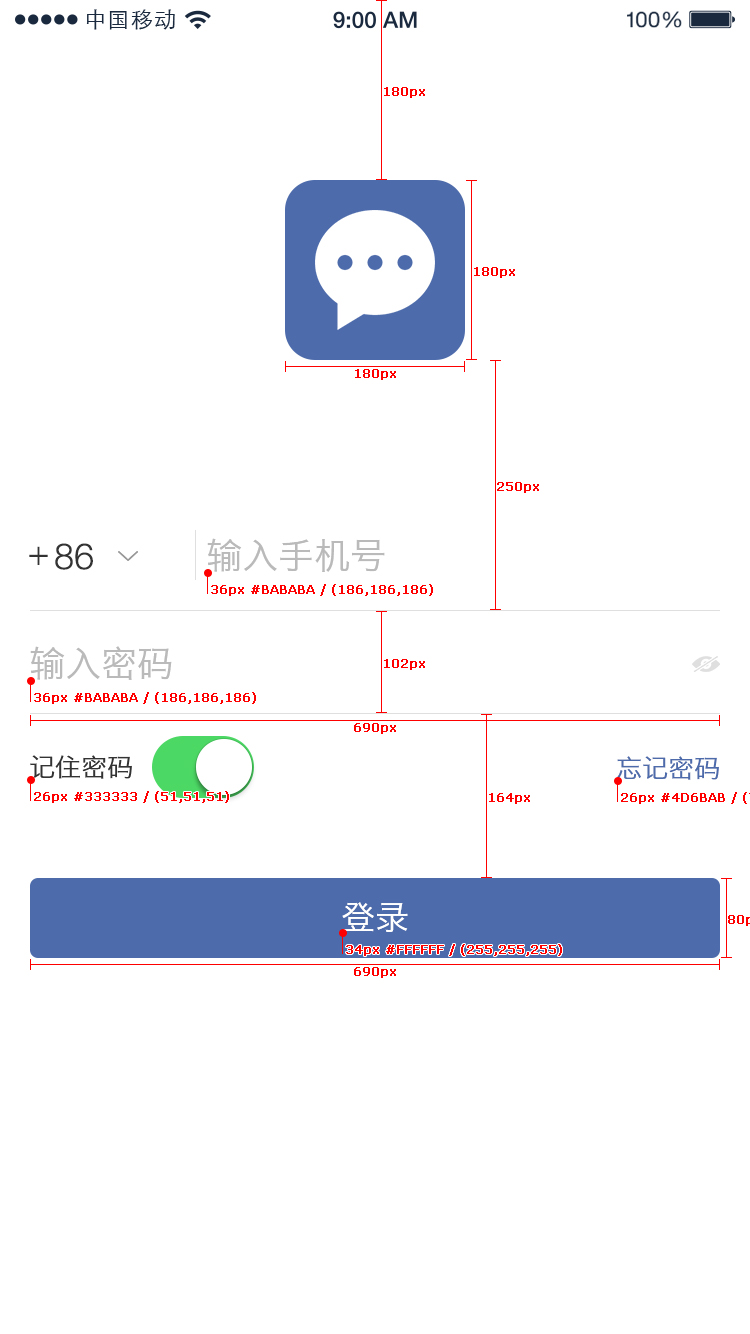 中国移动 9:00 AM 100%
180px
180px
180px
250px
+86 输入手机号
36px #BABABA / (186,186,186)
输入密码
102px
36px #BABABA / (186,186,186)
690px
记住密码 忘记密码
26px #333333 / (51,51,51) 164px 26px #4D6BAB / (
登录
80p
34px #FFFFFF / (255,255,255)
690px